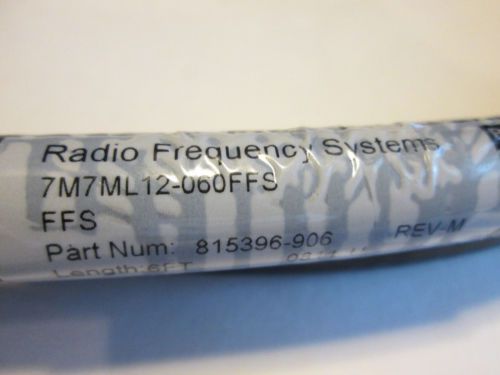 Radio Frequency Systems
7M7ML12-060FFS
FFS
Part Num: 815396-906 REV-M
Length:6FT